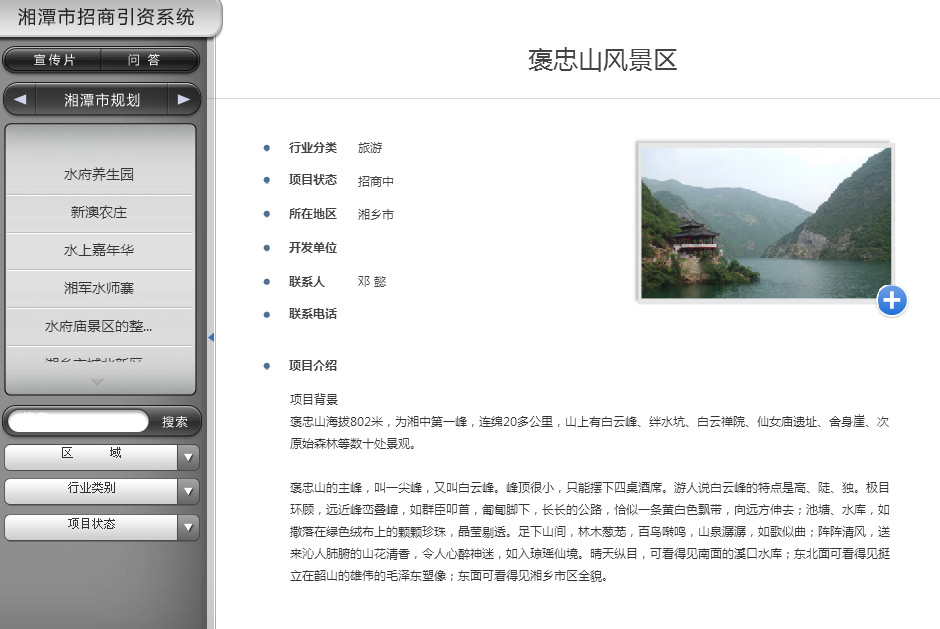 湘潭市招商引资系统
宣传片 问 答
湘潭市规划
水府养生园
新澳农庄
水上嘉年华
湘军水师寨
水府庙景区的整...
搜索
区 域
行业类别
项目状态
褒忠山风景区
行业分类 旅游
项目状态 招商中
所在地区 湘乡市
开发单位
联系人 邓 懿
联系电话
项目介绍
项目背景
褒忠山海拔802米，为湘中第一峰，连绵20多公里，山上有白云峰、绊水坑、白云禅院、仙女庙遗址、舍身崖、次
原始森林等数十处景观。
褒忠山的主峰，叫一尖峰，又叫白云峰。峰顶很小，只能摆下四桌酒席。游人说白云峰的特点是高、陡、独。极目
环顾，远近峰峦叠嶂，如群臣叩首，匍匐脚下，长长的公路，恰似一条黄白色飘带，向远方伸去；池塘、水库，如
撒落在绿色绒布上的颗颗珍珠，晶莹剔透。足下山间，林木葱茏，百鸟啭鸣，山泉潺潺，如歌似曲；阵阵清风，送
来沁人肺腑的山花清香，令人心醉神迷，如入琼瑶仙境。晴天纵目，可看得见南面的溪口水库；东北面可看得见挺
立在韶山的雄伟的毛泽东塑像；东面可看得见湘乡市区全貌。